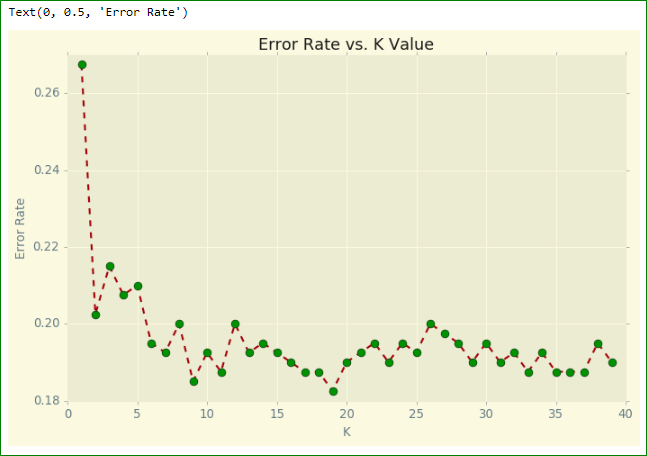 Text(0, 0.5, 'Error Rate')
Error Rate vs. K Value
0.26
0.24
0.22
0.20
0.18
Error Rate
0 5 10 15 20 25 30 35 40
K